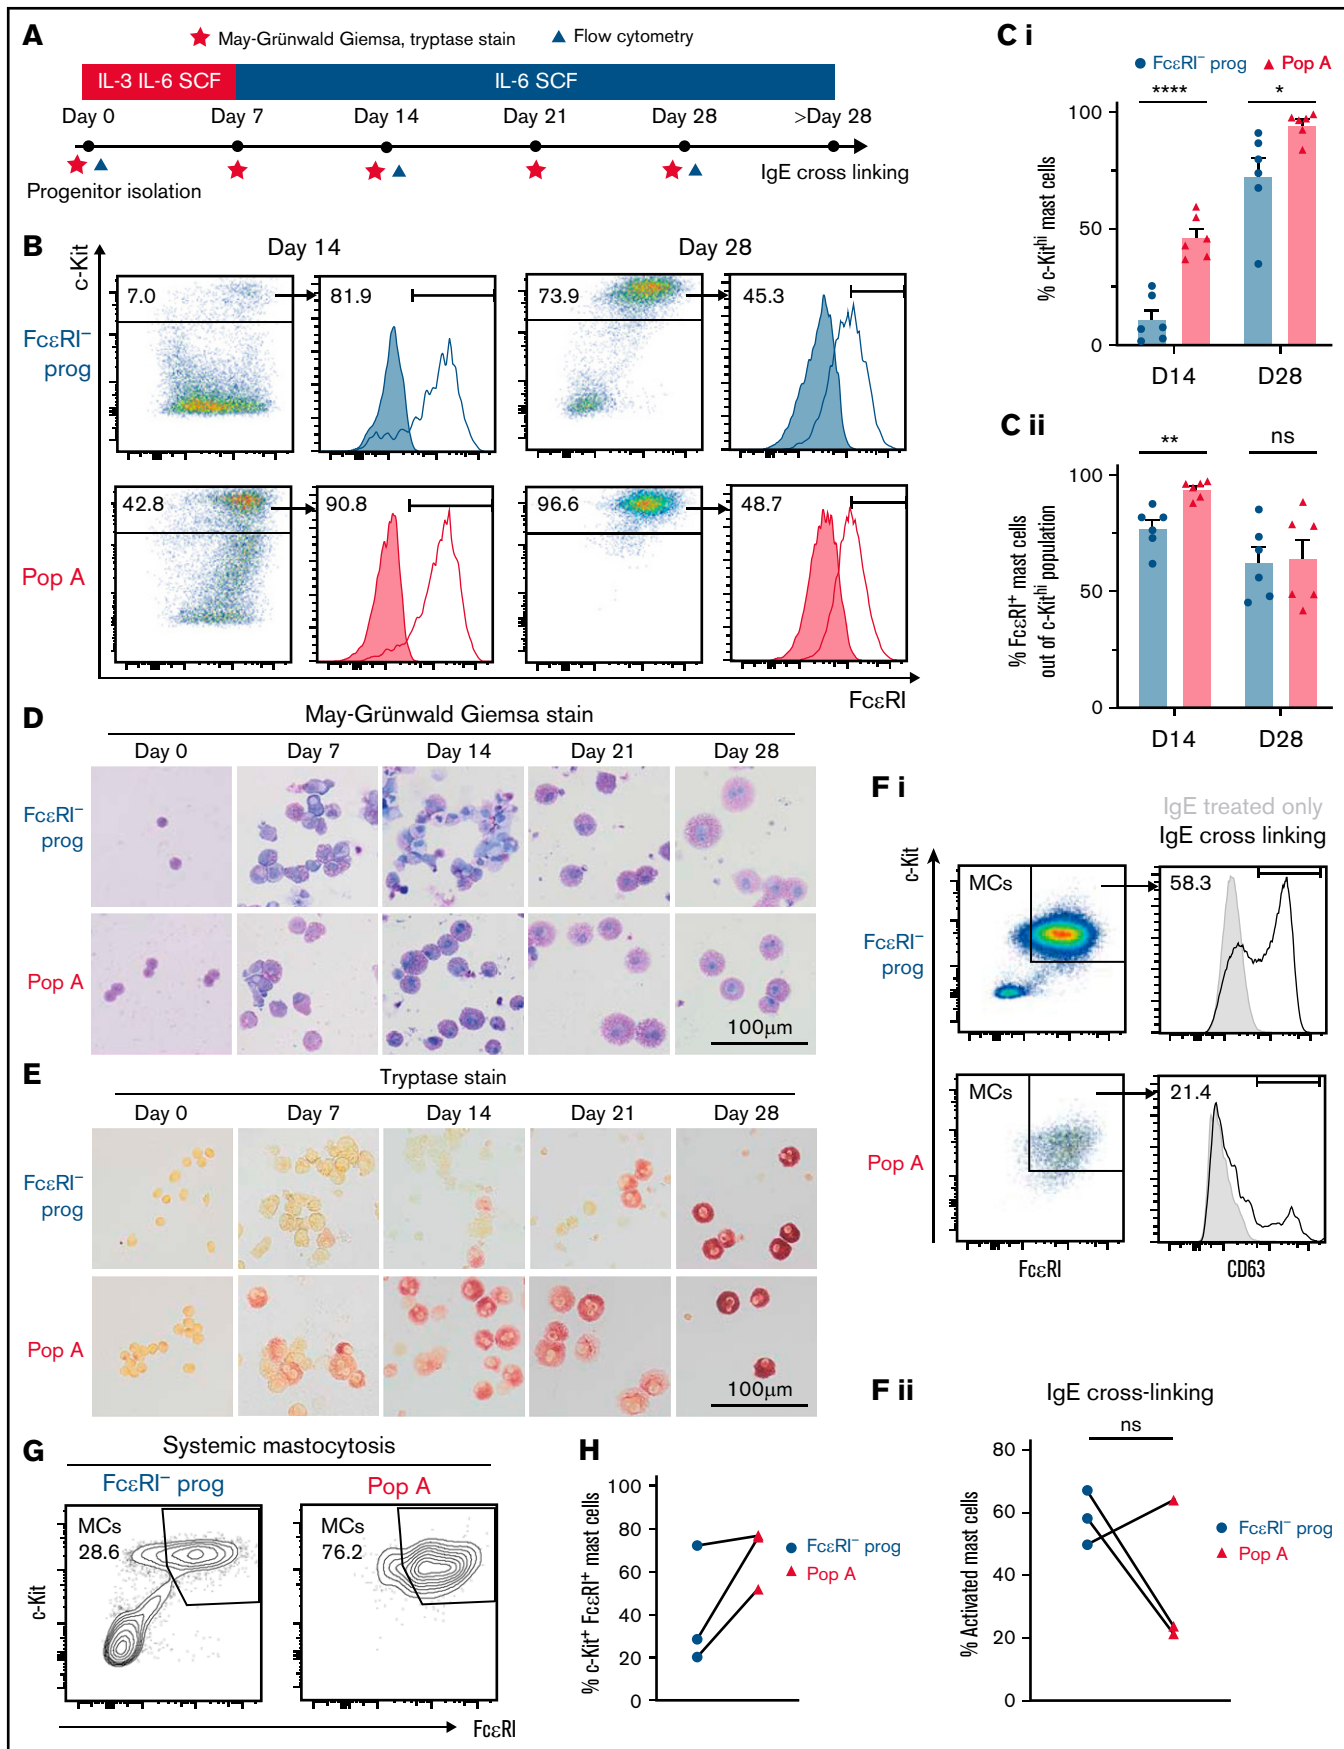 A
May-Grünwald Giemsa, tryptase stain
Flow cytometry
IL-3 IL-6 SCF
IL-6 SCF
Day 0
Day 7
Day 14
Day 21
Day 28
>Day 28
Progenitor isolation
IgE cross linking
B
Day 14
Day 28
c-Kit
FcεRI⁻
prog
7.0
81.9
73.9
45.3
Pop A
42.8
90.8
96.6
48.7
FcεRI
C i
FcεRI⁻ prog
Pop A
****
*
% c-Kitʰⁱ mast cells
100
50
0
D14
D28
C ii
**
ns
% FcεRI⁺ mast cells
out of c-Kitʰⁱ population
100
50
0
D14
D28
D
May-Grünwald Giemsa stain
Day 0
Day 7
Day 14
Day 21
Day 28
FcεRI⁻
prog
Pop A
100μm
E
Tryptase stain
Day 0
Day 7
Day 14
Day 21
Day 28
FcεRI⁻
prog
Pop A
100μm
F i
IgE treated only
IgE cross linking
c-Kit
FcεRI⁻
prog
MCs
58.3
Pop A
MCs
21.4
FcεRI
CD63
F ii
IgE cross-linking
ns
% Activated mast cells
80
60
40
20
0
FcεRI⁻ prog
Pop A
G
Systemic mastocytosis
FcεRI⁻ prog
Pop A
MCs
28.6
MCs
76.2
c-Kit
FcεRI
H
% c-Kit⁺ FcεRI⁺ mast cells
100
80
60
40
20
0
FcεRI⁻ prog
Pop A